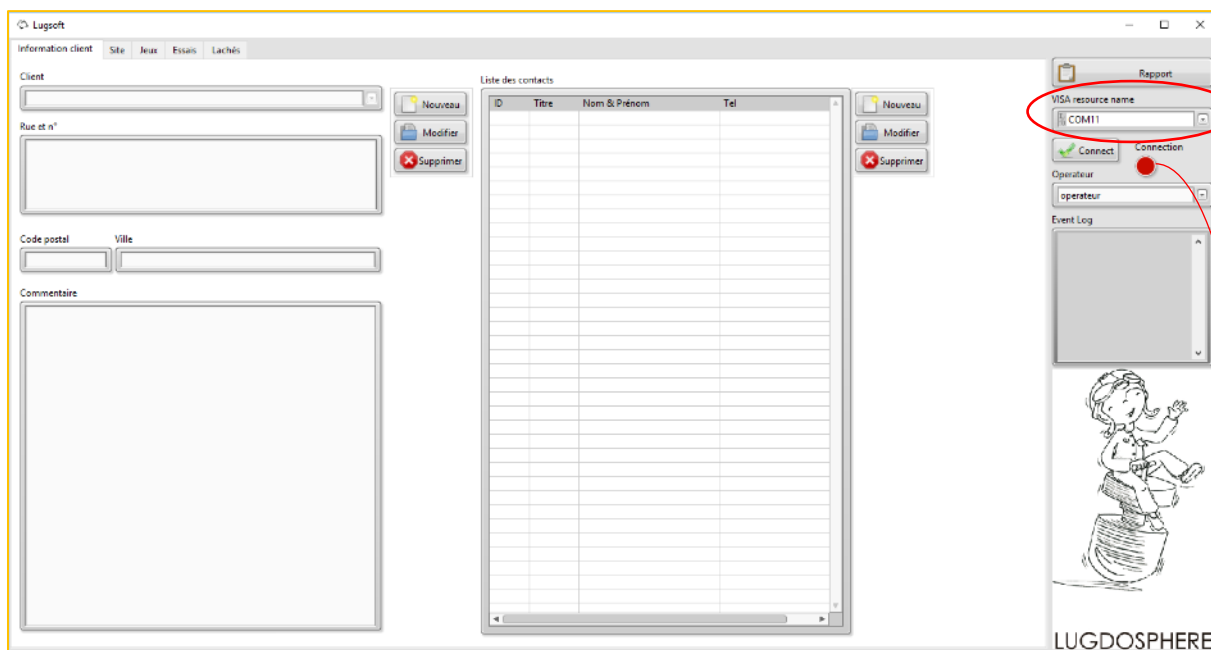 Lugsoft
Information client Site Jeux Essais Lachés
Client
Nouveau
Modifier
Supprimer
Rue et n°
Code postal Ville
Commentaire
Liste des contacts
ID Titre Nom & Prénom Tel
Nouveau
Modifier
Supprimer
Rapport
VISA resource name
COM11
Connect Connection
Operateur
operateur
Event Log
LUGDOSPHERE